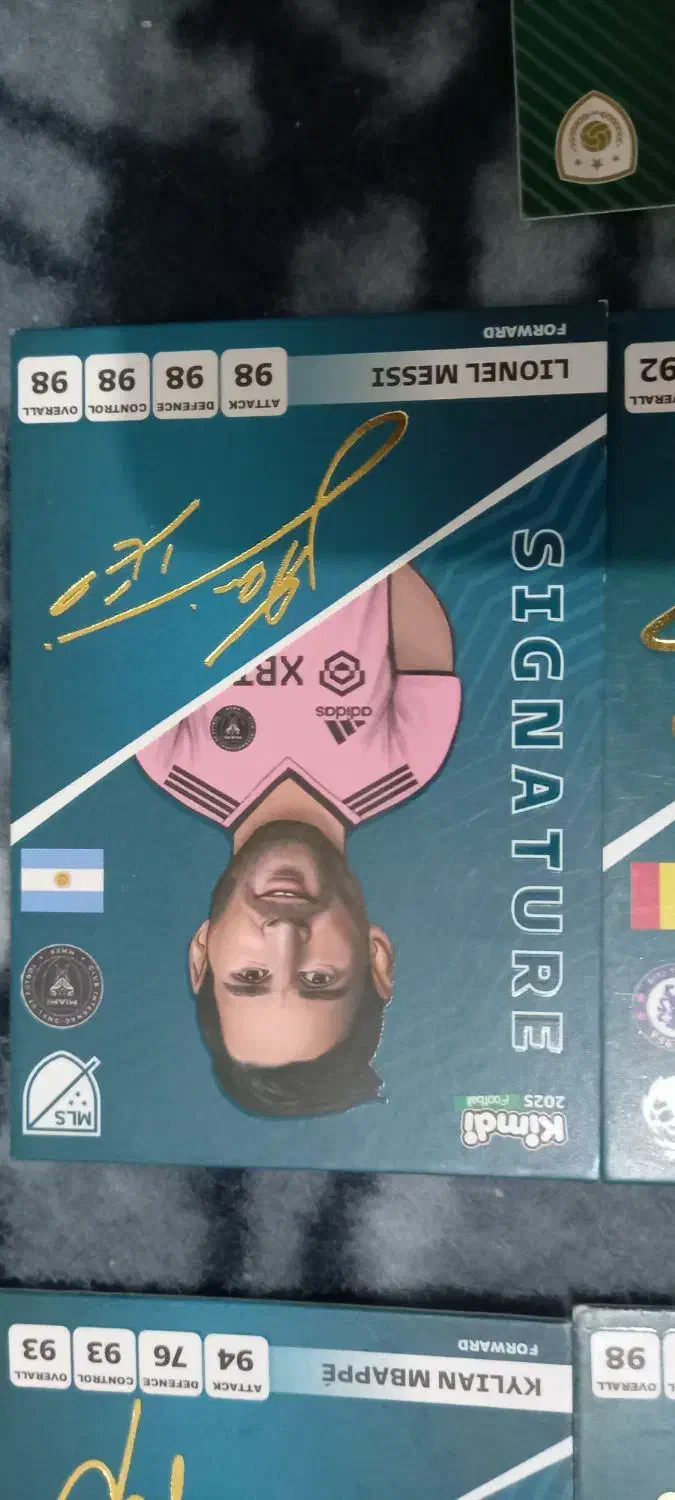 OVERALL
98
KYLIAN MBAPPÉ
FORWARD
ATTACK
94
DEFENCE
76
CONTROL
93
OVERALL
93
Kimdi
Football
2025
SIGNATURE
MLS
MIAMI
adidas
XBT
LIONEL MESSI
FORWARD
ATTACK
98
DEFENCE
98
CONTROL
98
OVERALL
98
92